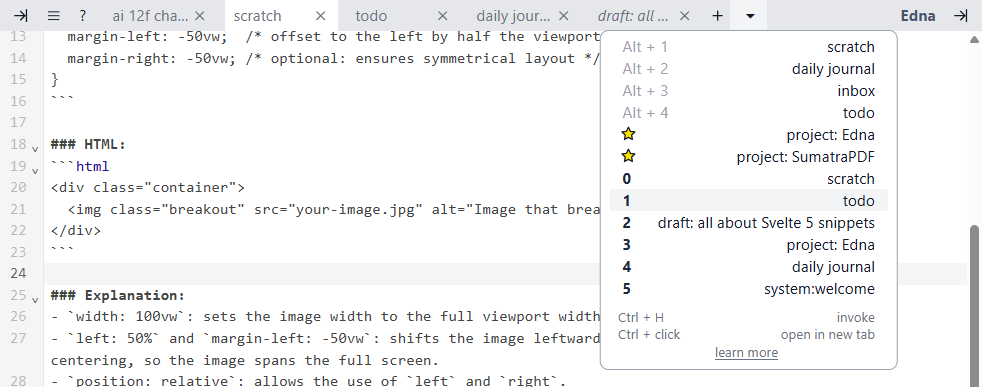 ? ai 12f cha... scratch todo daily jour... draft: all ... + Edna
13 margin-left: -50vw; /* offset to the left by half the viewport
14 margin-right: -50vw; /* optional: ensures symmetrical layout */
15 }
16 ```
17
18 ### HTML:
19 ```html
20 <div class="container">
21 <img class="breakout" src="your-image.jpg" alt="Image that brea
22 </div>
23 ```
24
25 ### Explanation:
26 - `width: 100vw`: sets the image width to the full viewport width
27 - `left: 50%` and `margin-left: -50vw`: shifts the image leftward
centering, so the image spans the full screen.
28 - `position: relative`: allows the use of `left` and `right`.
Alt + 1 scratch
Alt + 2 daily journal
Alt + 3 inbox
Alt + 4 todo
project: Edna
project: SumatraPDF
0 scratch
1 todo
2 draft: all about Svelte 5 snippets
3 project: Edna
4 daily journal
5 system:welcome
Ctrl + H invoke
Ctrl + click open in new tab
learn more